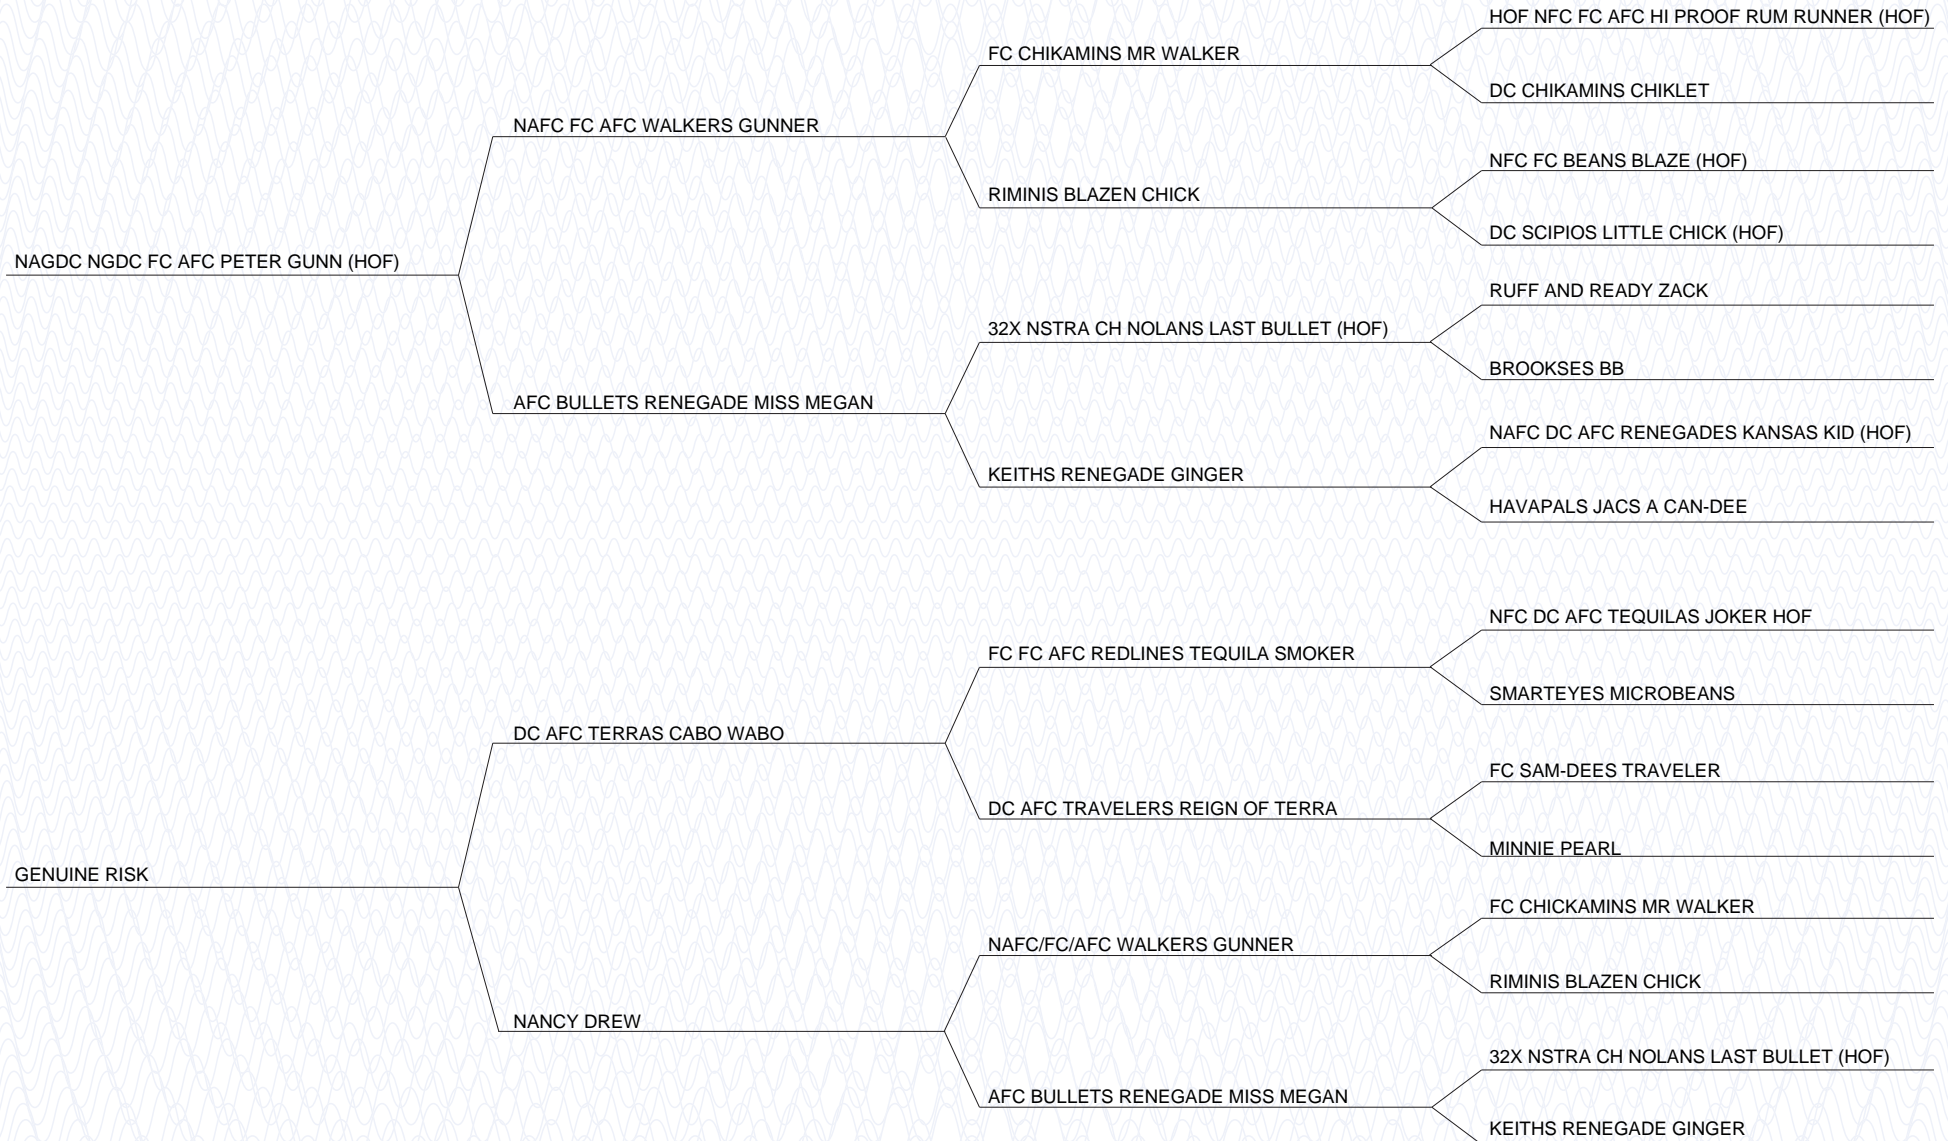 HOF NFC FC AFC HI PROOF RUM RUNNER (HOF)
FC CHIKAMINS MR WALKER
DC CHIKAMINS CHIKLET
NAFC FC AFC WALKERS GUNNER
NFC FC BEANS BLAZE (HOF)
RIMINIS BLAZEN CHICK
DC SCIPIOS LITTLE CHICK (HOF)
NAGDC NGDC FC AFC PETER GUNN (HOF)
RUFF AND READY ZACK
32X NSTRA CH NOLANS LAST BULLET (HOF)
BROOKSES BB
AFC BULLETS RENEGADE MISS MEGAN
NAFC DC AFC RENEGADES KANSAS KID (HOF)
KEITHS RENEGADE GINGER
HAVAPALS JACS A CAN-DEE
NFC DC AFC TEQUILAS JOKER HOF
FC FC AFC REDLINES TEQUILA SMOKER
SMARTEYES MICROBEANS
DC AFC TERRAS CABO WABO
FC SAM-DEES TRAVELER
DC AFC TRAVELERS REIGN OF TERRA
MINNIE PEARL
GENUINE RISK
FC CHICKAMINS MR WALKER
NAFC/FC/AFC WALKERS GUNNER
RIMINIS BLAZEN CHICK
NANCY DREW
32X NSTRA CH NOLANS LAST BULLET (HOF)
AFC BULLETS RENEGADE MISS MEGAN
KEITHS RENEGADE GINGER